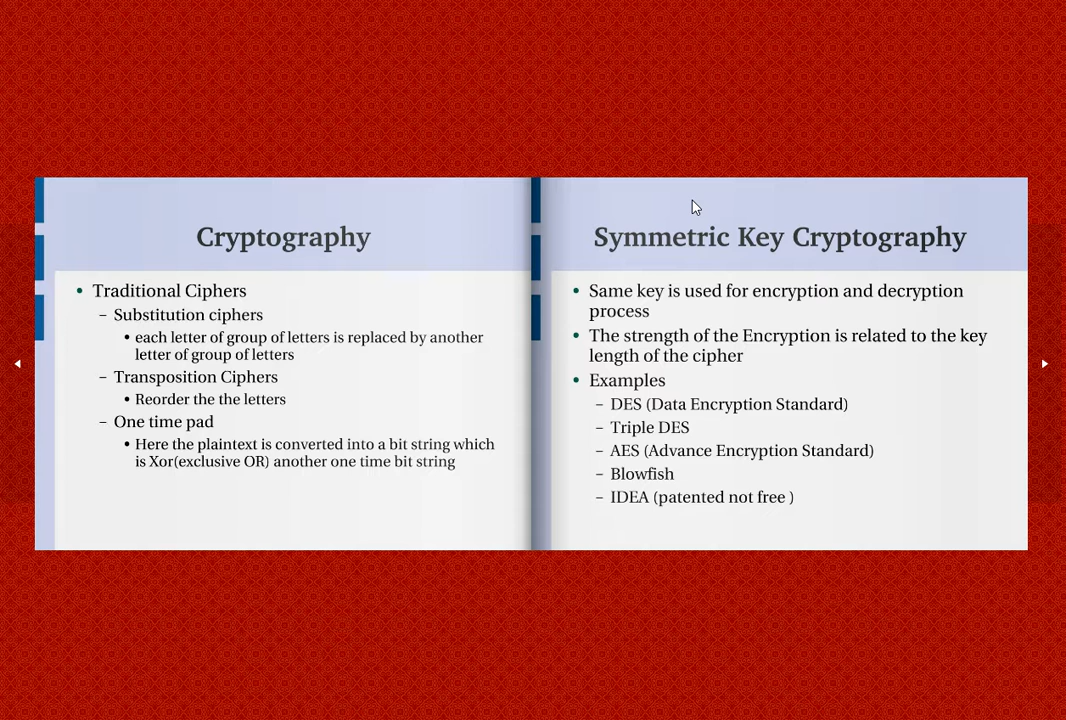 Cryptography
• Traditional Ciphers
– Substitution ciphers
• each letter of group of letters is replaced by another
letter of group of letters
– Transposition Ciphers
• Reorder the the letters
– One time pad
• Here the plaintext is converted into a bit string which
is Xor(exclusive OR) another one time bit string
Symmetric Key Cryptography
• Same key is used for encryption and decryption
process
• The strength of the Encryption is related to the key
length of the cipher
• Examples
– DES (Data Encryption Standard)
– Triple DES
– AES (Advance Encryption Standard)
– Blowfish
– IDEA (patented not free )